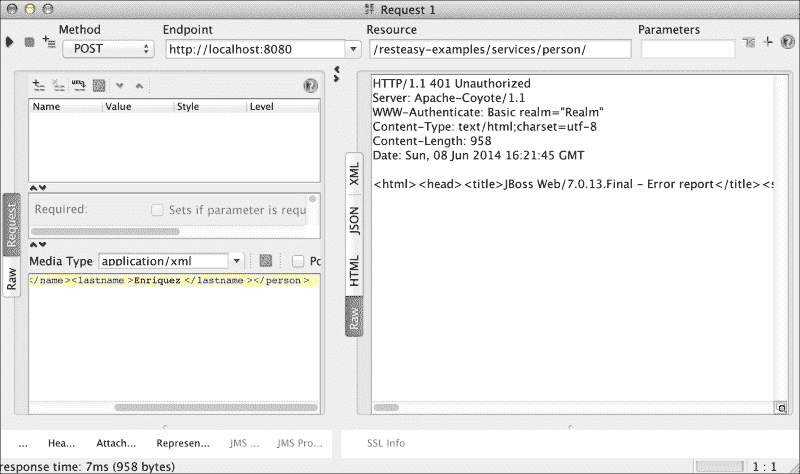 Request 1
Method
Endpoint
Resource
Parameters
POST
http://localhost:8080
/resteasy-examples/services/person/
Name Value Style Level
Required: Sets if parameter is requ
Media Type application/xml Po
</name><lastname>Enriquez</lastname></person>
Request
Raw
XML
JSON
HTML
Raw
HTTP/1.1 401 Unauthorized
Server: Apache-Coyote/1.1
WWW-Authenticate: Basic realm="Realm"
Content-Type: text/html;charset=utf-8
Content-Length: 958
Date: Sun, 08 Jun 2014 16:21:45 GMT
<html><head><title>JBoss Web/7.0.13.Final - Error report</title><s
... Hea... Attach... Represen... JMS ... JMS Pro...
SSL Info
response time: 7ms (958 bytes)
1 : 1